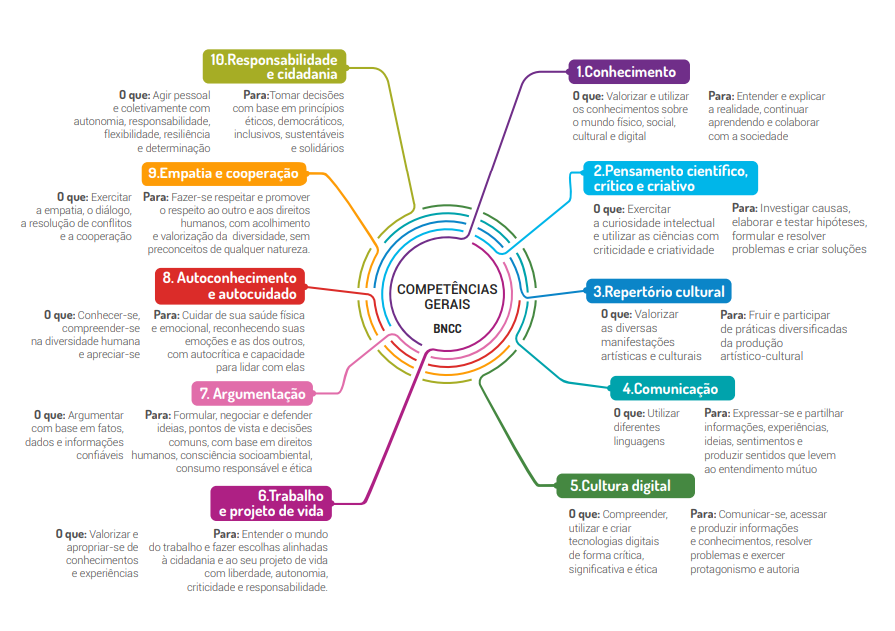 COMPETÊNCIAS
GERAIS
BNCC
1.Conhecimento
O que: Valorizar e utilizar
os conhecimentos sobre
o mundo físico, social,
cultural e digital
Para: Entender e explicar
a realidade, continuar
aprendendo e colaborar
com a sociedade
2.Pensamento científico,
crítico e criativo
O que: Exercitar
a curiosidade intelectual
e utilizar as ciências com
criticidade e criatividade
Para: Investigar causas,
elaborar e testar hipóteses,
formular e resolver
problemas e criar soluções
3.Repertório cultural
O que: Valorizar
as diversas
manifestações
artísticas e culturais
Para: Fruir e participar
de práticas diversificadas
da produção
artístico-cultural
4.Comunicação
O que: Utilizar
diferentes
linguagens
Para: Expressar-se e partilhar
informações, experiências,
ideias, sentimentos e
produzir sentidos que levem
ao entendimento mútuo
5.Cultura digital
O que: Compreender,
utilizar e criar
tecnologias digitais
de forma crítica,
significativa e ética
Para: Comunicar-se, acessar
e produzir informações
e conhecimentos, resolver
problemas e exercer
protagonismo e autoria
6.Trabalho
e projeto de vida
O que: Valorizar e
apropriar-se de
conhecimentos
e experiências
Para: Entender o mundo
do trabalho e fazer escolhas alinhadas
à cidadania e ao seu projeto de vida
com liberdade, autonomia,
criticidade e responsabilidade.
7. Argumentação
O que: Argumentar
com base em fatos,
dados e informações
confiáveis
Para: Formular, negociar e defender
ideias, pontos de vista e decisões
comuns, com base em direitos
humanos, consciência socioambiental,
consumo responsável e ética
8. Autoconhecimento
e autocuidado
O que: Conhecer-se,
compreender-se
na diversidade humana
e apreciar-se
Para: Cuidar de sua saúde física
e emocional, reconhecendo suas
emoções e as dos outros,
com autocrítica e capacidade
para lidar com elas
9.Empatia e cooperação
O que: Exercitar
a empatia, o diálogo,
a resolução de conflitos
e a cooperação
Para: Fazer-se respeitar e promover
o respeito ao outro e aos direitos
humanos, com acolhimento
e valorização da diversidade, sem
preconceitos de qualquer natureza.
10.Responsabilidade
e cidadania
O que: Agir pessoal
e coletivamente com
autonomia, responsabilidade,
flexibilidade, resiliência
e determinação
Para:Tomar decisões
com base em princípios
éticos, democráticos,
inclusivos, sustentáveis
e solidários